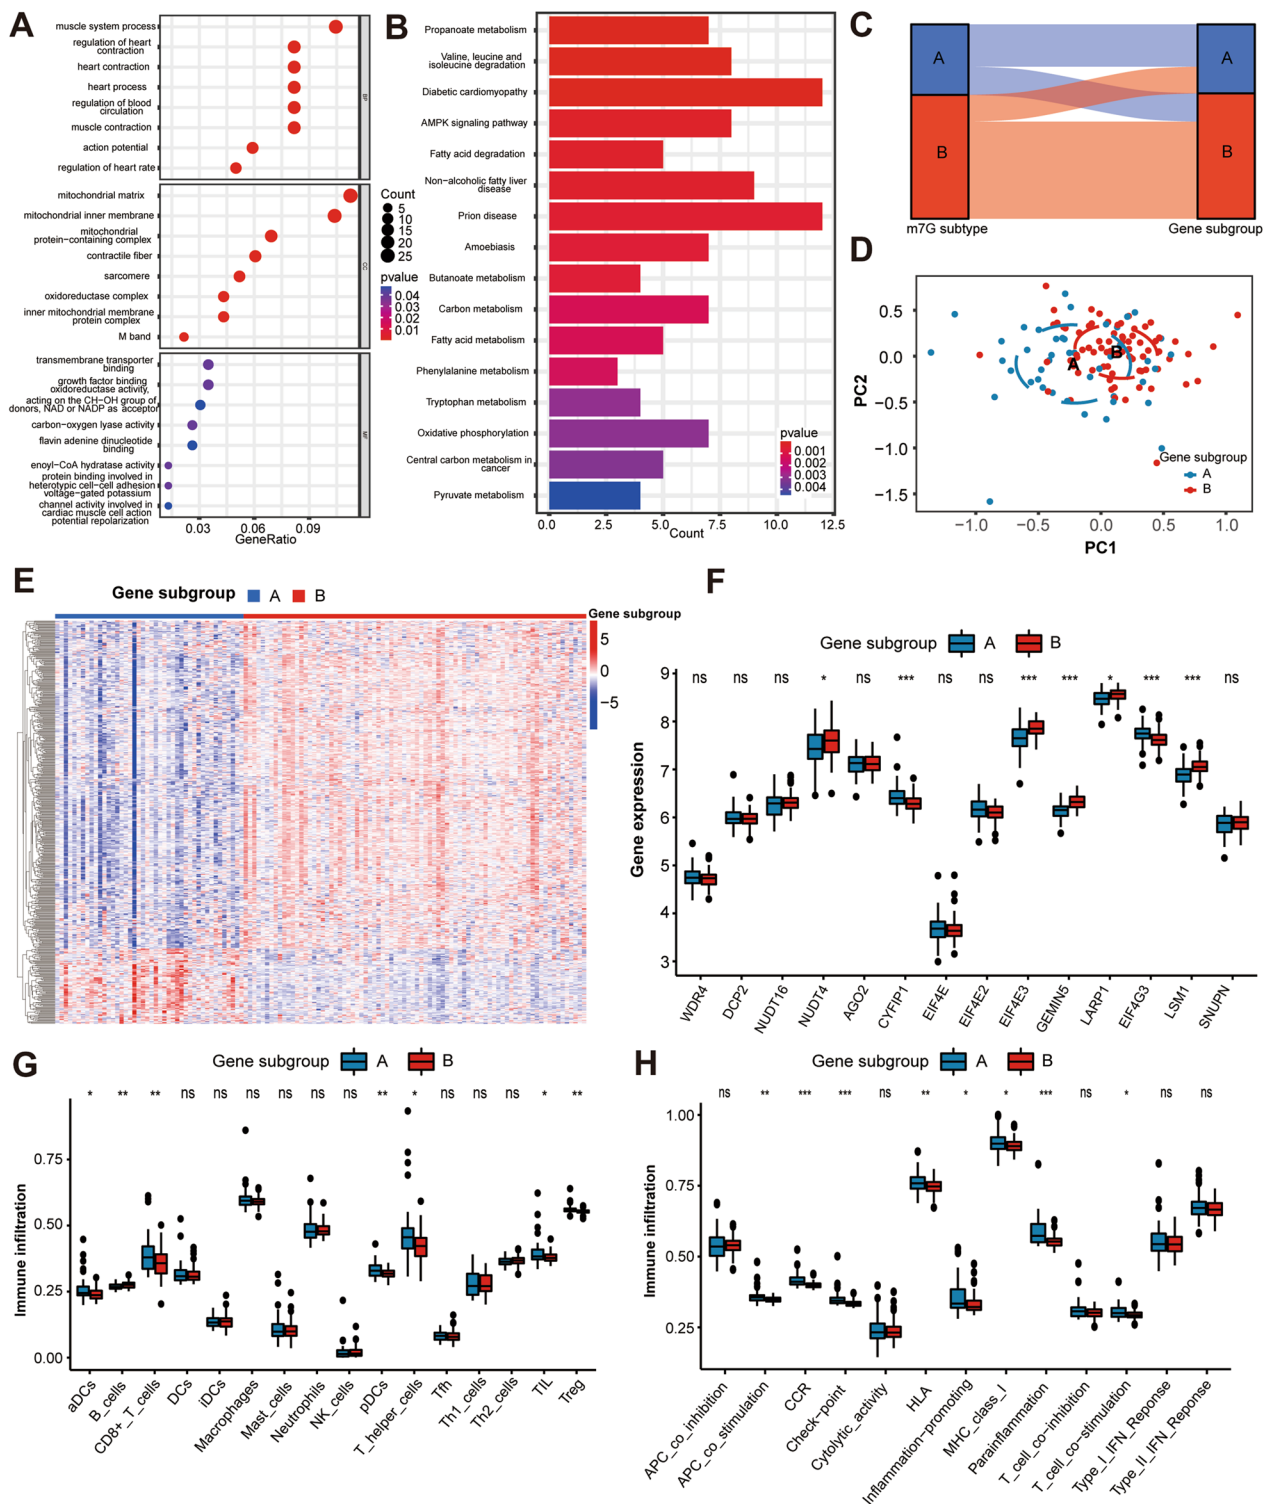 A
muscle system process
regulation of heart
contraction
heart contraction
heart process
regulation of blood
circulation
muscle contraction
action potential
regulation of heart rate
BP
mitochondrial matrix
mitochondrial inner membrane
mitochondrial
protein-containing complex
contractile fiber
sarcomere
oxidoreductase complex
inner mitochondrial membrane
protein complex
M band
CC
transmembrane transporter
binding
growth factor binding
oxidoreductase activity,
acting on the CH-OH group of
donors, NAD or NADP as acceptor
carbon-oxygen lyase activity
flavin adenine dinucleotide
binding
enoyl-CoA hydratase activity
protein binding involved in
heterotypic cell-cell adhesion
voltage-gated potassium
channel activity involved in
cardiac muscle cell action
potential repolarization
MF
0.03 0.06 0.09
GeneRatio
Count
5
10
15
20
25
pvalue
0.04
0.03
0.02
0.01
B
Propanoate metabolism
Valine, leucine and
isoleucine degradation
Diabetic cardiomyopathy
AMPK signaling pathway
Fatty acid degradation
Non-alcoholic fatty liver
disease
Prion disease
Amoebiasis
Butanoate metabolism
Carbon metabolism
Fatty acid metabolism
Phenylalanine metabolism
Tryptophan metabolism
Oxidative phosphorylation
Central carbon metabolism in
cancer
Pyruvate metabolism
pvalue
0.001
0.002
0.003
0.004
0.0 2.5 5.0 7.5 10.0 12.5
Count
C
A A
B B
m7G subtype Gene subgroup
D
PC2
0.5
0.0
−0.5
−1.0
−1.5
A
B
Gene subgroup
A
B
−1.0 −0.5 0.0 0.5 1.0
PC1
E
Gene subgroup A B
Gene subgroup
5
0
−5
F
Gene subgroup A B
Gene expression
9
8
7
6
5
4
3
ns ns ns * ns *** ns ns *** *** * *** *** ns
WDR4
DCP2
NUDT16
NUDT4
AGO2
CYFIP1
EIF4E
EIF4E2
EIF4E3
GEMIN5
LARP1
EIF4G3
LSM1
SNUPN
G
Gene subgroup A B
Immune infiltration
0.75
0.50
0.25
0.00
* ** ** ns ns ns ns ns ns ** * ns ns ns * **
aDCs
B_cells
CD8+_T_cells
DCs
iDCs
Macrophages
Mast_cells
Neutrophils
NK_cells
pDCs
T_helper_cells
Tfh
Th1_cells
Th2_cells
TIL
Treg
H
Gene subgroup A B
Immune infiltration
1.00
0.75
0.50
0.25
ns ** *** *** ns ** * * *** ns * ns ns
APC_co_inhibition
APC_co_stimulation
CCR
Check-point
Cytolytic_activity
HLA
Inflammation-promoting
MHC_class_I
Parainflammation
T_cell_co-inhibition
T_cell_co-stimulation
Type_I_IFN_Reponse
Type_II_IFN_Reponse